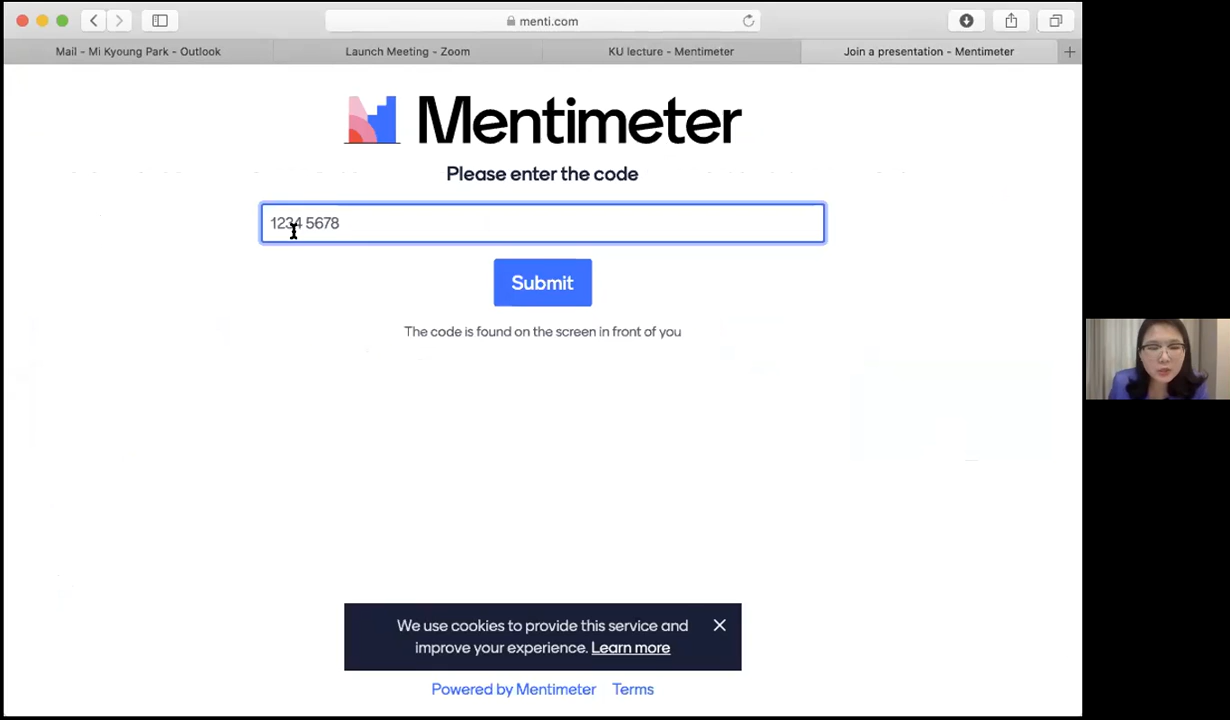 menti.com
Mail - Mi Kyoung Park - Outlook
Launch Meeting - Zoom
KU lecture - Mentimeter
Join a presentation - Mentimeter
Mentimeter
Please enter the code
1234 5678
Submit
The code is found on the screen in front of you
We use cookies to provide this service and
improve your experience. Learn more
Powered by Mentimeter
Terms